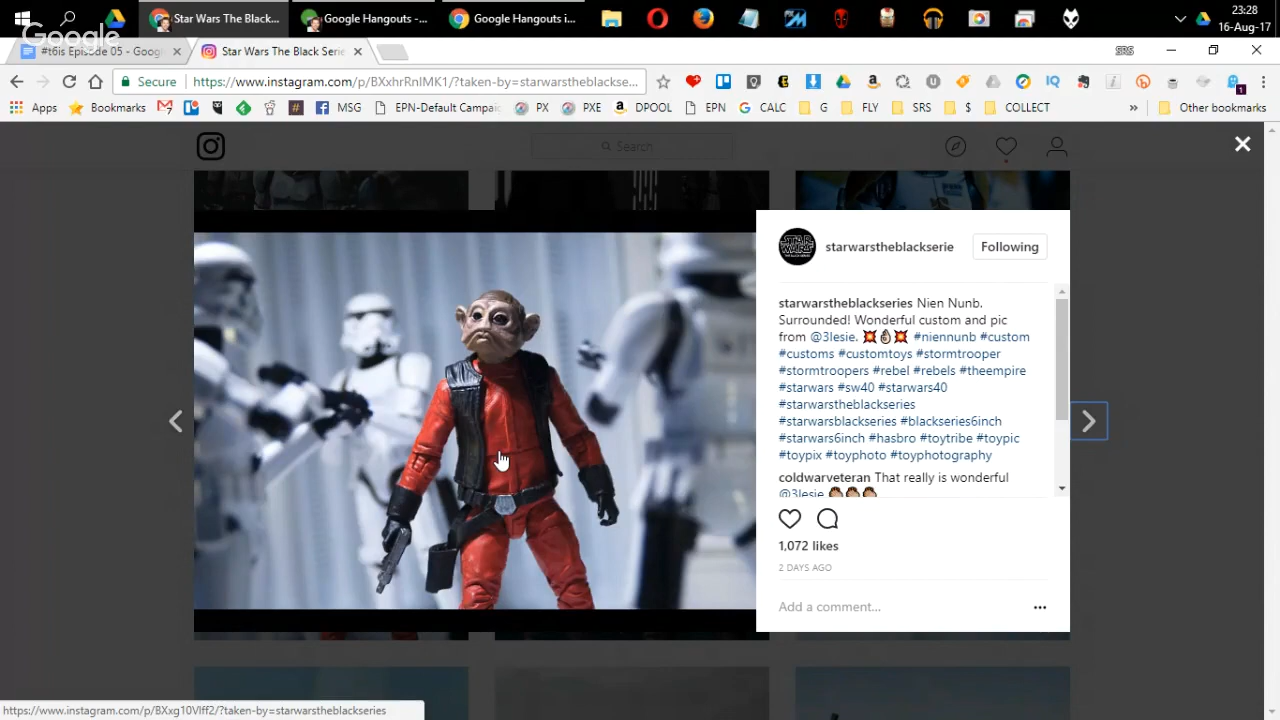 Star Wars The Black...
Google Hangouts -...
Google Hangouts i...
23:28
16-Aug-17
Google
#t6is Episode 05 - Goog
Star Wars The Black Serie
SRS
Secure
https://www.instagram.com/p/BXxhrRnlMK1/?taken-by=starwarstheblackse...
Apps
Bookmarks
MSG
EPN-Default Campaic
PX
PXE
DPOOL
EPN
CALC
G
FLY
SRS
$
COLLECT
Other bookmarks
Search
starwarstheblackserie
Following
starwarstheblackseries Nien Nunb.
Surrounded! Wonderful custom and pic
from @3lesie. 💥👌🏼💥 #niennunb #custom
#customs #customtoys #stormtrooper
#stormtroopers #rebel #rebels #theempire
#starwars #sw40 #starwars40
#starwarstheblackseries
#starwarsblackseries #blackseries6inch
#starwars6inch #hasbro #toytribe #toypic
#toypix #toyphoto #toyphotography
coldwarveteran That really is wonderful
@3lesie
1,072 likes
2 DAYS AGO
Add a comment...
https://www.instagram.com/p/BXxg10Vlff2/?taken-by=starwarstheblackseries